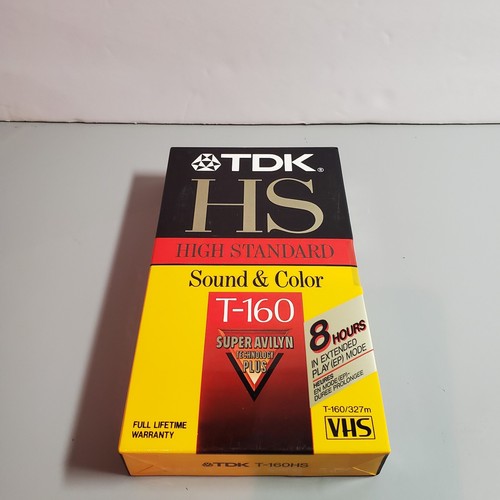 TDK®
HS
HIGH STANDARD
Sound & Color
T-160
SUPER AVILYN
TECHNOLOGY
PLUS
8 HOURS
IN EXTENDED
PLAY (EP) MODE
HEURES
EN MODE (EP)-
DURÉE PROLONGÉE
FULL LIFETIME
WARRANTY
T-160/327m
VHS
TDK T-160HS